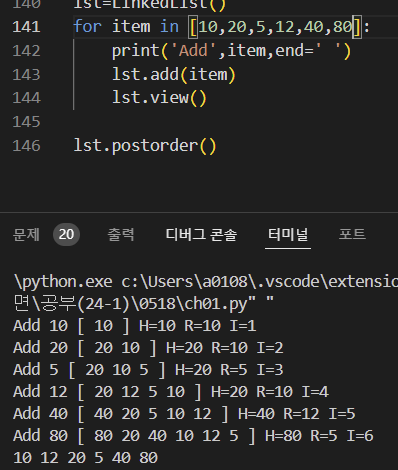 140 lst=LinkedList()
141 for item in [10,20,5,12,40,80]:
142 print('Add',item,end=' ')
143 lst.add(item)
144 lst.view()
145
146 lst.postorder()
문제 20 출력 디버그 콘솔 터미널 포트
\python.exe c:\Users\a0108\.vscode\extensio
면\공부(24-1)\0518\ch01.py" "
Add 10 [ 10 ] H=10 R=10 I=1
Add 20 [ 20 10 ] H=20 R=10 I=2
Add 5 [ 20 10 5 ] H=20 R=5 I=3
Add 12 [ 20 12 5 10 ] H=20 R=10 I=4
Add 40 [ 40 20 5 10 12 ] H=40 R=12 I=5
Add 80 [ 80 20 40 10 12 5 ] H=80 R=5 I=6
10 12 20 5 40 80